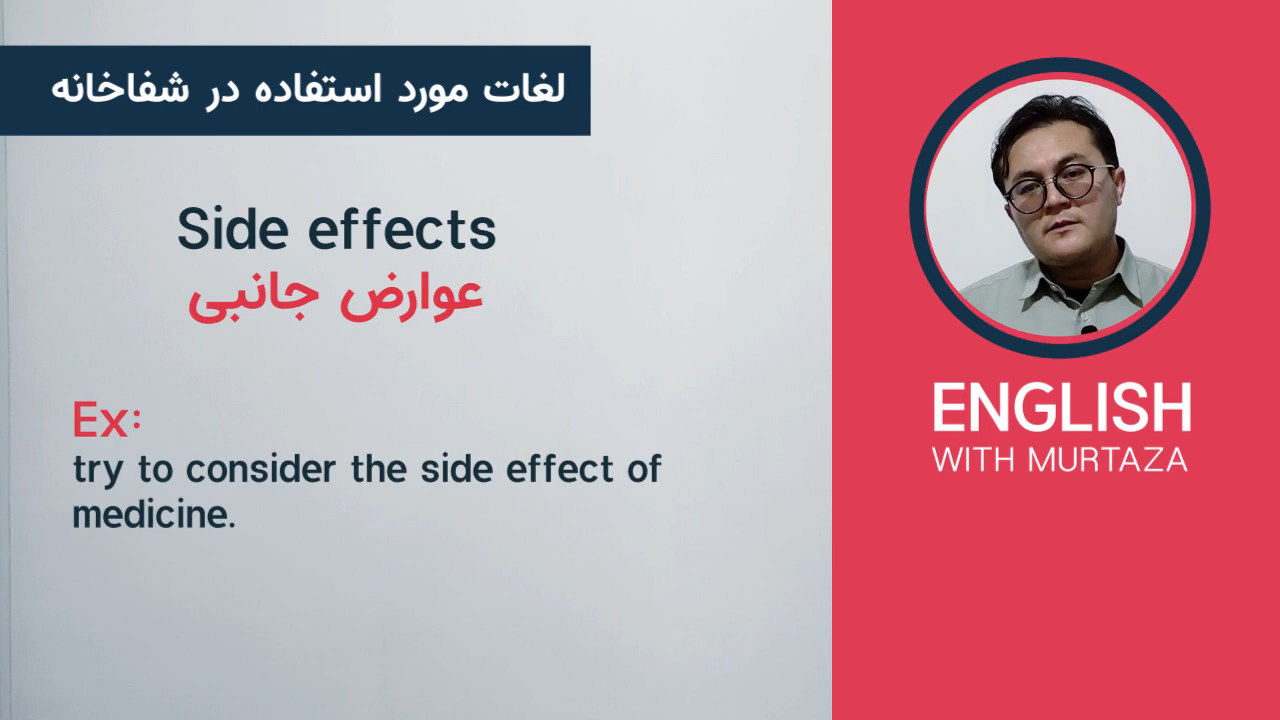 لغات مورد استفاده در شفاخانه
Side effects
عوارض جانبی
Ex:
try to consider the side effect of
medicine.
ENGLISH
WITH MURTAZA